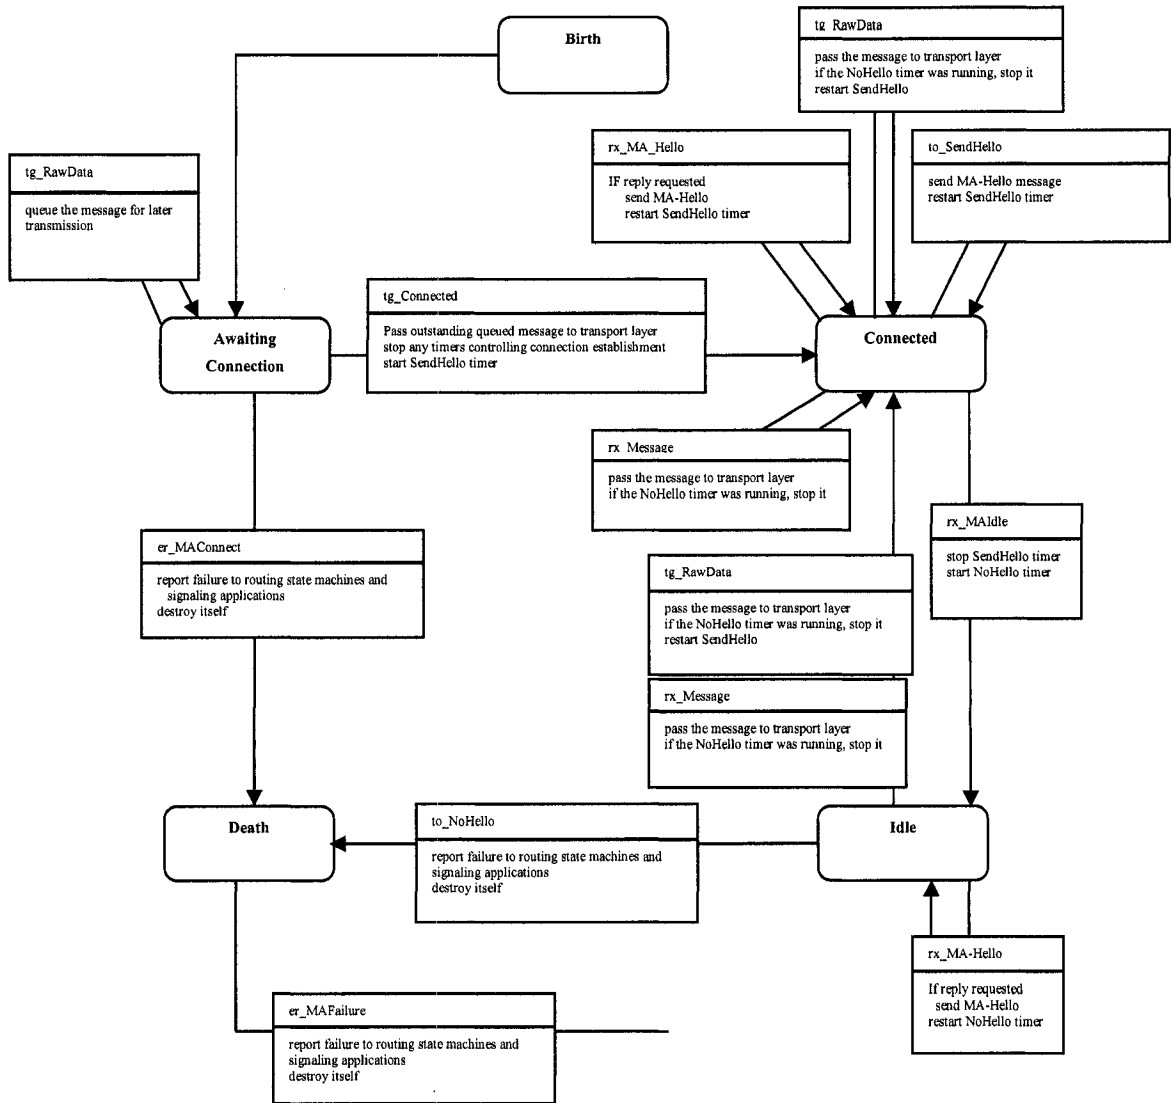 Birth
tg_RawData
pass the message to transport layer
if the NoHello timer was running, stop it
restart SendHello
rx_MA_Hello
IF reply requested
send MA-Hello
restart SendHello timer
to_SendHello
send MA-Hello message
restart SendHello timer
tg_RawData
queue the message for later
transmission
tg_Connected
Pass outstanding queued message to transport layer
stop any timers controlling connection establishment
start SendHello timer
Awaiting
Connection
Connected
rx_Message
pass the message to transport layer
if the NoHello timer was running, stop it
rx_MAIdle
stop SendHello timer
start NoHello timer
er_MAConnect
report failure to routing state machines and
signaling applications
destroy itself
tg_RawData
pass the message to transport layer
if the NoHello timer was running, stop it
restart SendHello
rx_Message
pass the message to transport layer
if the NoHello timer was running, stop it
Death
to_NoHello
report failure to routing state machines and
signaling applications
destroy itself
Idle
rx_MA-Hello
If reply requested
send MA-Hello
restart NoHello timer
er_MAFailure
report failure to routing state machines and
signaling applications
destroy itself